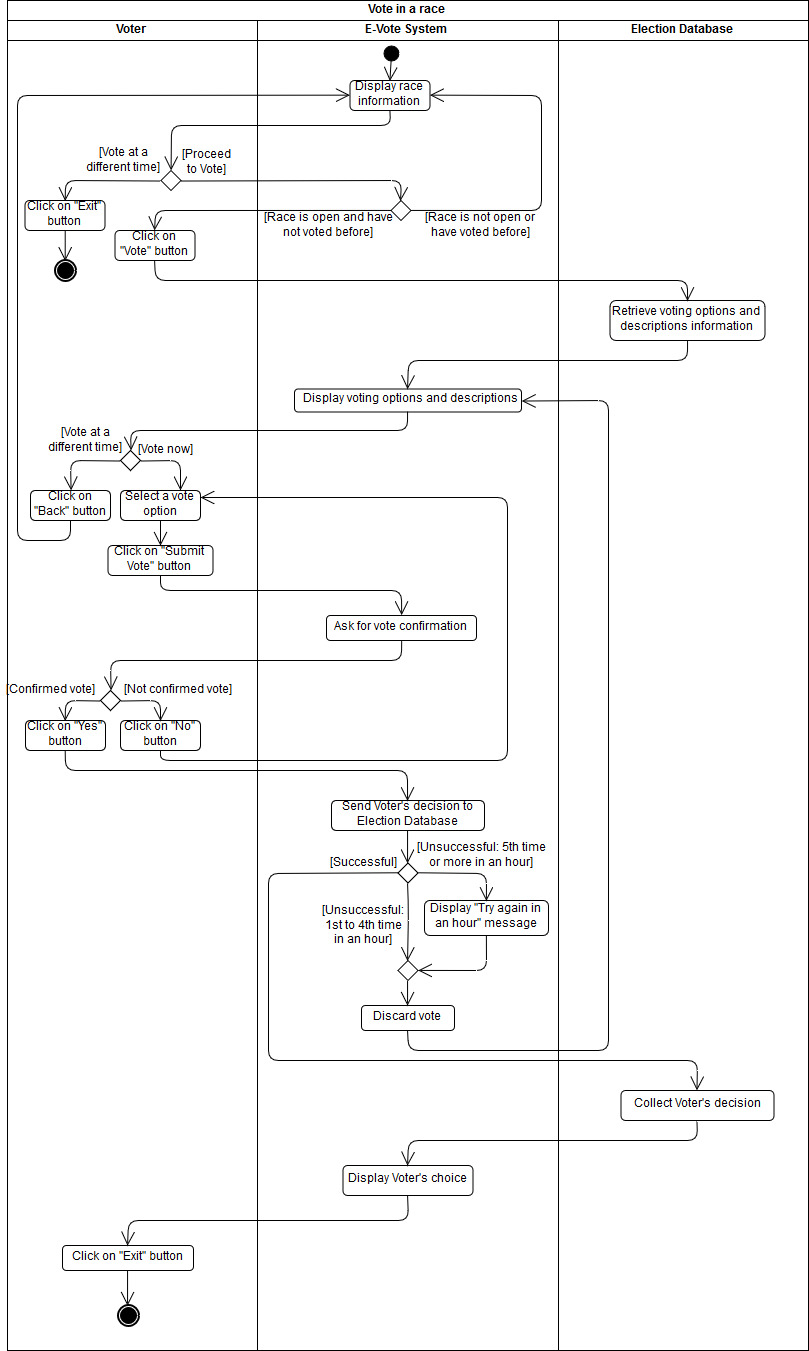 Vote in a race
Voter
E-Vote System
Election Database
Display race
information
[Vote at a
different time]
[Proceed
to Vote]
Click on "Exit"
button
[Race is open and have
not voted before]
[Race is not open or
have voted before]
Click on
"Vote" button
Retrieve voting options and
descriptions information
Display voting options and descriptions
[Vote at a
different time]
[Vote now]
Click on
"Back" button
Select a vote
option
Click on "Submit
Vote" button
Ask for vote confirmation
[Confirmed vote]
[Not confirmed vote]
Click on "Yes"
button
Click on "No"
button
Send Voter's decision to
Election Database
[Successful]
[Unsuccessful: 5th time
or more in an hour]
[Unsuccessful:
1st to 4th time
in an hour]
Display "Try again in
an hour" message
Discard vote
Collect Voter's decision
Display Voter's choice
Click on "Exit" button